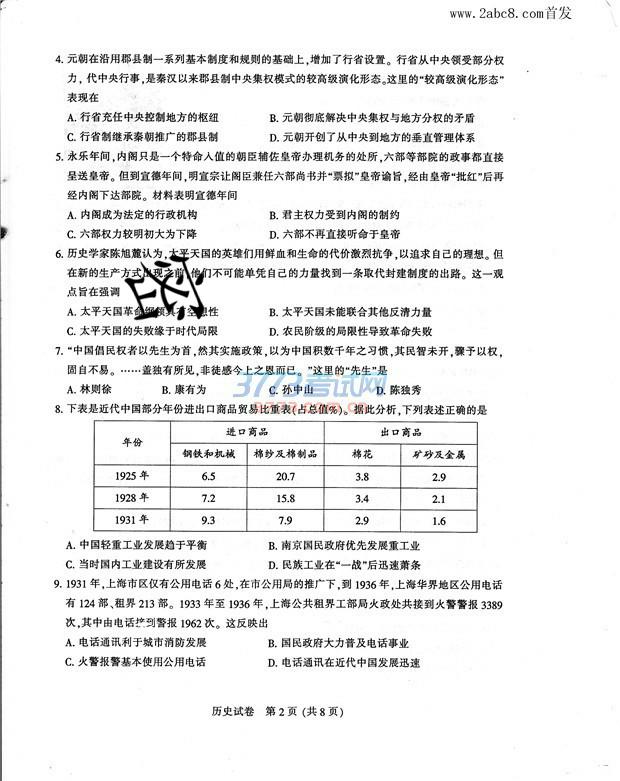 www.2abc8.com首发
4. 元朝在沿用郡县制一系列基本制度和规则的基础上,增加了行省设置。行省从中央领受部分权
力,代中央行事,是秦汉以来郡县制中央集权模式的较高级演化形态。这里的“较高级演化形态”
表现在
A. 行省充任中央控制地方的枢纽 B. 元朝彻底解决中央集权与地方分权的矛盾
C. 行省制继承秦朝推广的郡县制 D. 元朝开创了从中央到地方的垂直管理体系
5. 永乐年间,内阁只是一个特命入值的朝臣辅佐皇帝办理机务的处所,六部等部院的政事都直接
呈送皇帝。但到宣德年间,明宣宗让阁臣兼任六部尚书并“票拟”皇帝谕旨,经由皇帝“批红”后再
经内阁下达部院。材料表明宣德年间
A. 内阁成为法定的行政机构 B. 君主权力受到内阁的制约
C. 六部权力较明初大为下降 D. 六部不再直接听命于皇帝
6. 历史学家陈旭麓认为,太平天国的英雄们用鲜血和生命的代价激烈抗争,以追求自己的理想。但
在新的生产方式出现之前,他们不可能单凭自己的力量找到一条取代封建制度的出路。这一观
点旨在强调
A. 太平天国革命纲领具有空想性 B. 太平天国未能联合其他反清力量
C. 太平天国的失败缘于时代局限 D. 农民阶级的局限性导致革命失败
7. “中国倡民权者以先生为首,然其实施政策,以为中国积数千年之习惯,其民智未开,骤予以权,
固自不易。……盖独有所见,非徒感今上之恩而已。”这里的“先生”是
A. 林则徐 B. 康有为 C. 孙中山 D. 陈独秀
3773考试网
8. 下表是近代中国部分年份进出口商品贸易比重表(占总值%)。据此分析,下列表述正确的是
年份 进口商品 出口商品
钢铁和机械 棉纱及棉制品 棉花 矿砂及金属
1925年 6.5 20.7 3.8 2.9
1928年 7.2 15.8 3.4 2.1
1931年 9.3 7.9 2.9 1.6
A. 中国轻重工业发展趋于平衡 B. 南京国民政府优先发展重工业
C. 当时国内工业建设有所发展 D. 民族工业在“一战”后迅速萧条
9. 1931年,上海市区仅有公用电话6处,在市公用局的推广下,到1936年,上海华界地区公用电话
有124部、租界213部。1933年至1936年,上海公共租界工部局火政处共接到火警警报3389
次,其中由电话接到警报1962次。这反映出
A. 电话通讯利于城市消防发展 B. 国民政府大力普及电话事业
C. 火警报警基本使用公用电话 D. 电话通讯在近代中国发展迅速
历史试卷 第2页(共8页)